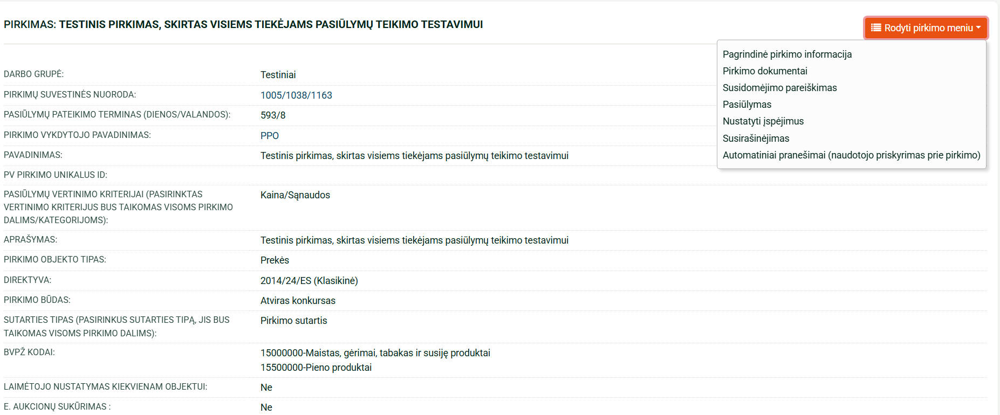 PIRKIMAS: TESTINIS PIRKIMAS, SKIRTAS VISIEMS TIEKĖJAMS PASIŪLYMŲ TEIKIMO TESTAVIMUI
Rodyti pirkimo meniu
Pagrindinė pirkimo informacija
Pirkimo dokumentai
Susidomėjimo pareiškimas
Pasiūlymas
Nustatyti įspėjimus
Susirašinėjimas
Automatiniai pranešimai (naudotojo priskyrimas prie pirkimo)
DARBO GRUPĖ: Testiniai
PIRKIMŲ SUVESTINĖS NUORODA: 1005/1038/1163
PASIŪLYMŲ PATEIKIMO TERMINAS (DIENOS/VALANDOS): 593/8
PIRKIMO VYKDYTOJO PAVADINIMAS: PPO
PAVADINIMAS: Testinis pirkimas, skirtas visiems tiekėjams pasiūlymų teikimo testavimui
PV PIRKIMO UNIKALUS ID:
PASIŪLYMŲ VERTINIMO KRITERIJAI (PASIRINKTAS Kaina/Sąnaudos
VERTINIMO KRITERIJUS BUS TAIKOMAS VISOMS PIRKIMO
DALIMS/KATEGORIJOMS):
APRAŠYMAS: Testinis pirkimas, skirtas visiems tiekėjams pasiūlymų teikimo testavimui
PIRKIMO OBJEKTO TIPAS: Prekės
DIREKTYVA: 2014/24/ES (Klasikinė)
PIRKIMO BŪDAS: Atviras konkursas
SUTARTIES TIPAS (PASIRINKUS SUTARTIES TIPĄ, JIS BUS Pirkimo sutartis
TAIKOMAS VISOMS PIRKIMO DALIMS):
BVPŽ KODAI: 15000000-Maistas, gėrimai, tabakas ir susiję produktai
15500000-Pieno produktai
LAIMĖTOJO NUSTATYMAS KIEKVIENAM OBJEKTUI: Ne
E. AUKCIONŲ SUKŪRIMAS : Ne